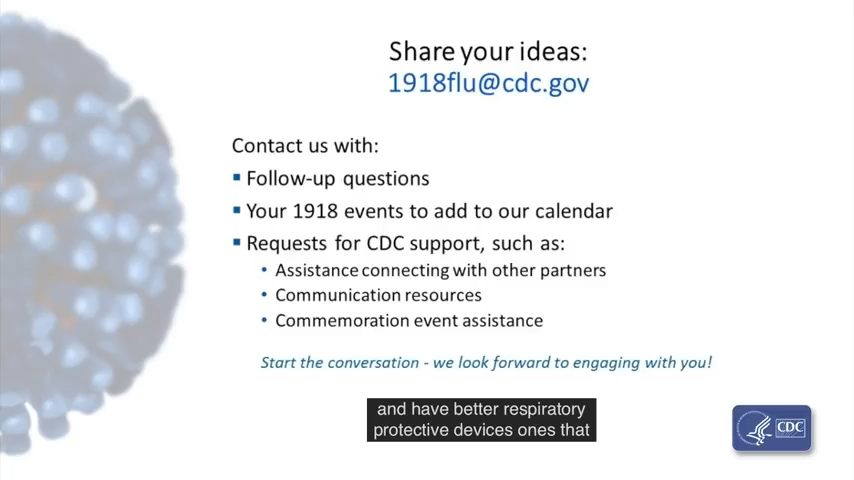 Share your ideas:
1918flu@cdc.gov
Contact us with:
▪ Follow-up questions
▪ Your 1918 events to add to our calendar
▪ Requests for CDC support, such as:
• Assistance connecting with other partners
• Communication resources
• Commemoration event assistance
Start the conversation - we look forward to engaging with you!
and have better respiratory
protective devices ones that
CDC